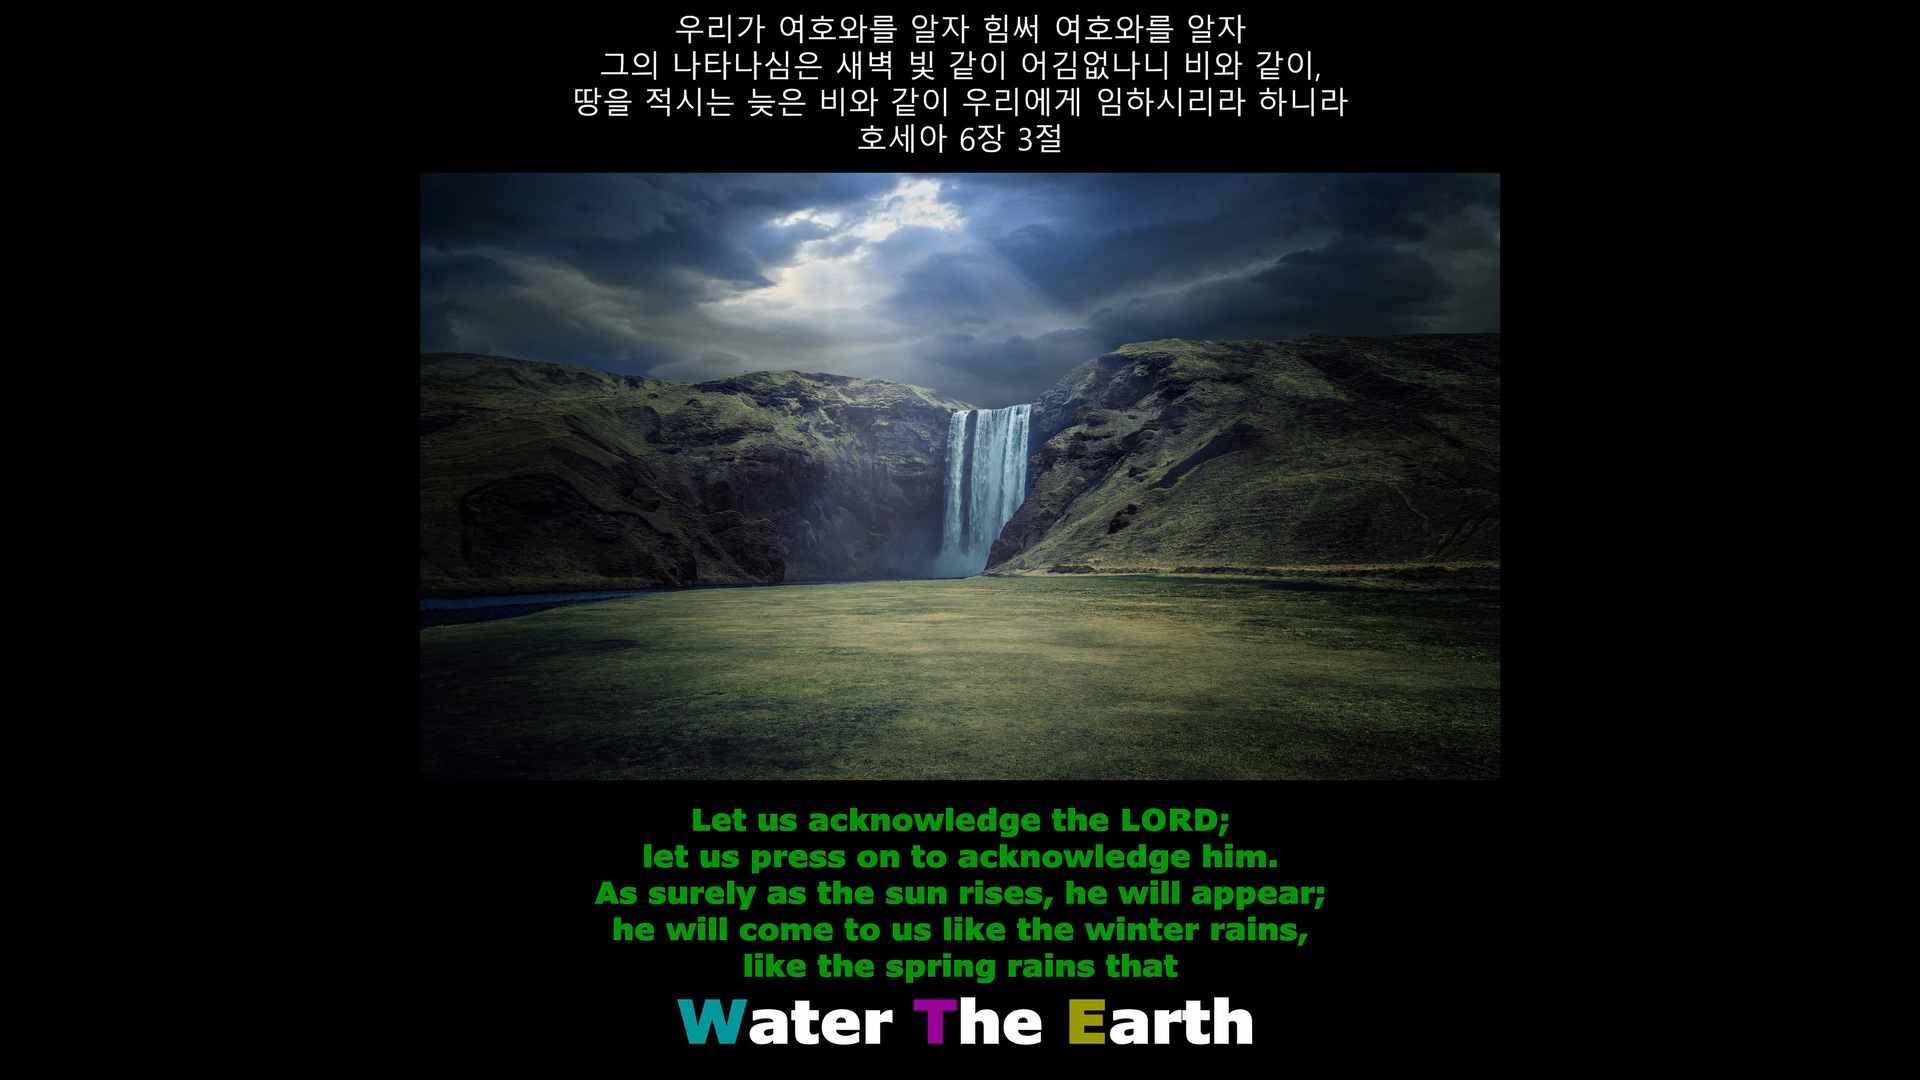 우리가 여호와를 알자 힘써 여호와를 알자
그의 나타나심은 새벽 빛 같이 어김없나니 비와 같이,
땅을 적시는 늦은 비와 같이 우리에게 임하시리라 하니라
호세아 6장 3절
Let us acknowledge the LORD;
let us press on to acknowledge him.
As surely as the sun rises, he will appear;
he will come to us like the winter rains,
like the spring rains that
Water The Earth